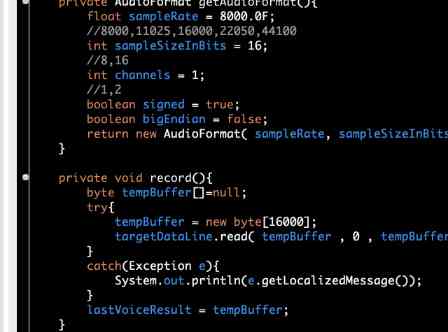 private AudioFormat getAudioFormat(){
float sampleRate = 8000.0F;
//8000,11025,16000,22050,44100
int sampleSizeInBits = 16;
//8,16
int channels = 1;
//1,2
boolean signed = true;
boolean bigEndian = false;
return new AudioFormat( sampleRate, sampleSizeInBits
}
private void record(){
byte tempBuffer[]=null;
try{
tempBuffer = new byte[16000];
targetDataLine.read( tempBuffer , 0 , tempBuffer
}
catch(Exception e){
System.out.println(e.getLocalizedMessage());
}
lastVoiceResult = tempBuffer;
}